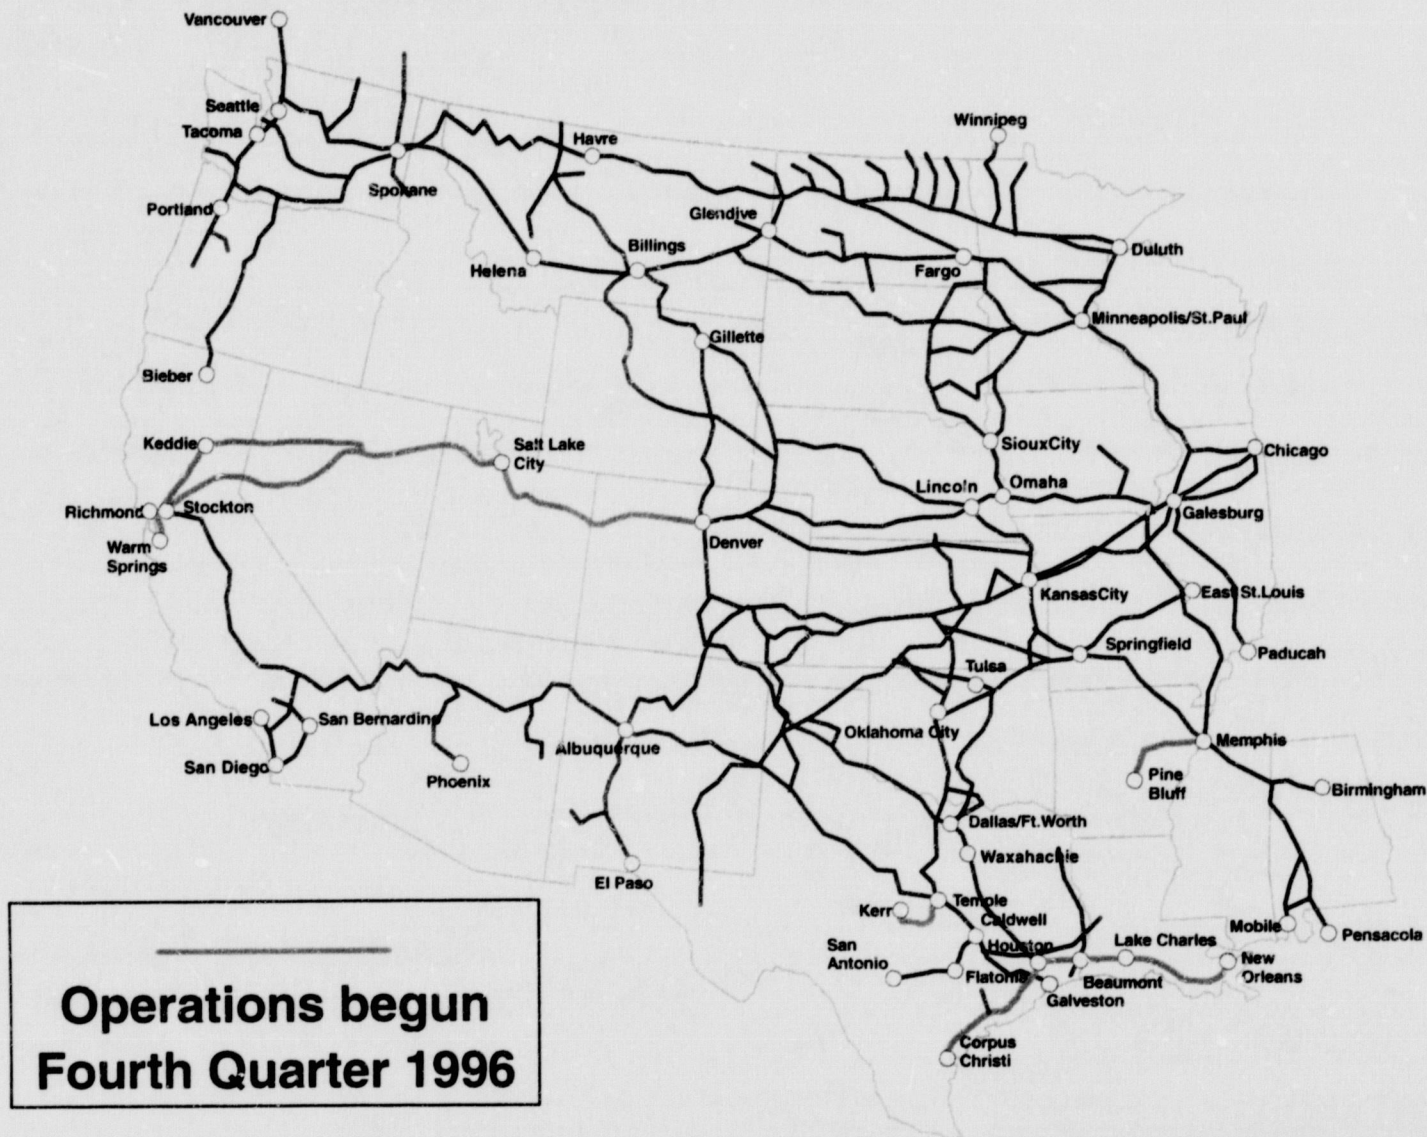 Vancouver
Seattle
Tacoma
Winnipeg
Havre
Spokane
Portland
Glendive
Billings
Duluth
Helena
Fargo
Minneapolis/St.Paul
Gillette
Bieber
Keddie
Salt Lake
City
SiouxCity
Chicago
Lincoln
Omaha
Richmond
Stockton
Galesburg
Warm
Springs
Denver
KansasCity
East St.Louis
Springfield
Paducah
Tulsa
Los Angeles
San Bernardino
Albuquerque
Oklahoma City
Memphis
San Diego
Phoenix
Pine
Bluff
Birmingham
Dallas/Ft.Worth
Waxahachie
El Paso
Kerr
Temple
Caldwell
Mobile
Pensacola
San
Antonio
Houston
Lake Charles
New
Orleans
Flatonia
Beaumont
Galveston
Corpus
Christi
Operations begun
Fourth Quarter 1996